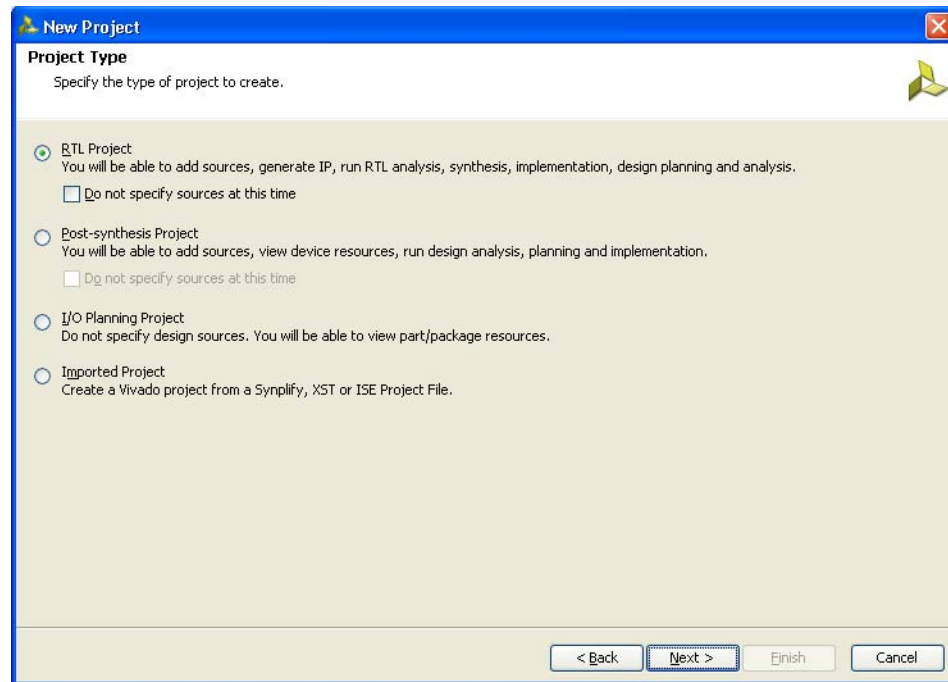 New Project
Project Type
Specify the type of project to create.
RTL Project
You will be able to add sources, generate IP, run RTL analysis, synthesis, implementation, design planning and analysis.
Do not specify sources at this time
Post-synthesis Project
You will be able to add sources, view device resources, run design analysis, planning and implementation.
Do not specify sources at this time
I/O Planning Project
Do not specify design sources. You will be able to view part/package resources.
Imported Project
Create a Vivado project from a Synplify, XST or ISE Project File.
< Back Next > Finish Cancel